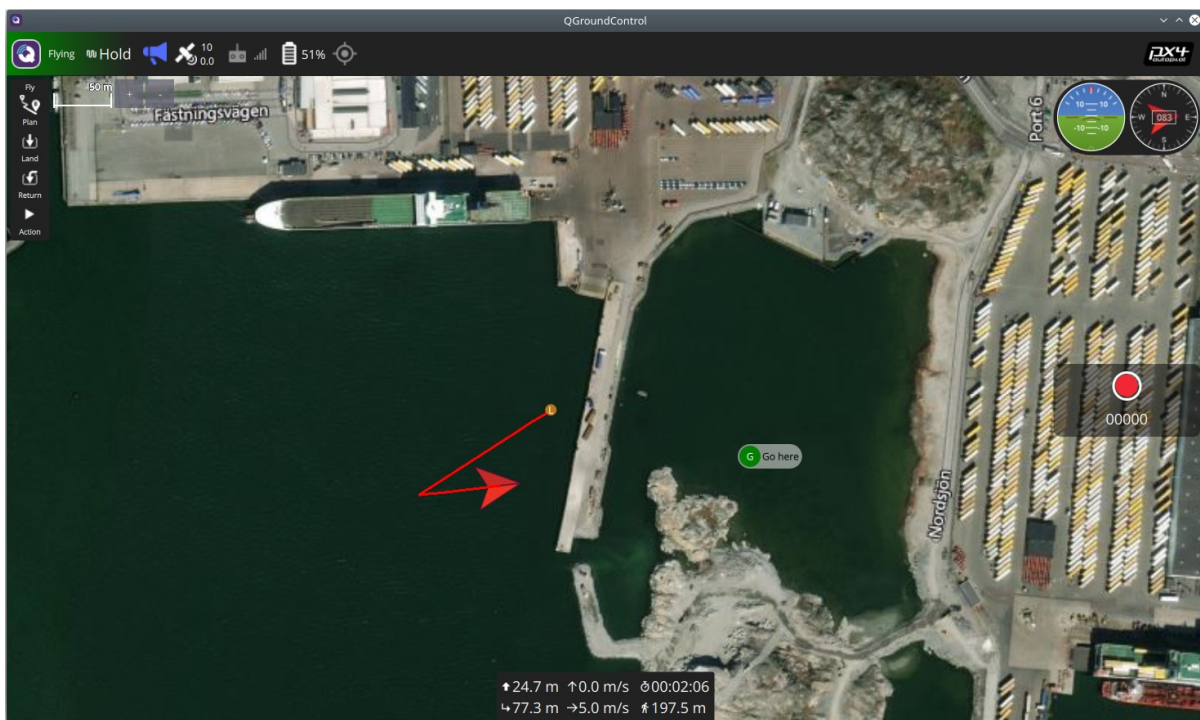 QGroundControl
Flying Hold 10 0.0 51% px4 autopilot
Fly
50 m + -
Plan
Land
Return
Action
Fästningsvägen
Port 6
N
W 083 E
S
10 10
-10 -10
00000
L
G Go here
Nordsjön
24.7 m 0.0 m/s 00:02:06
77.3 m 5.0 m/s 197.5 m